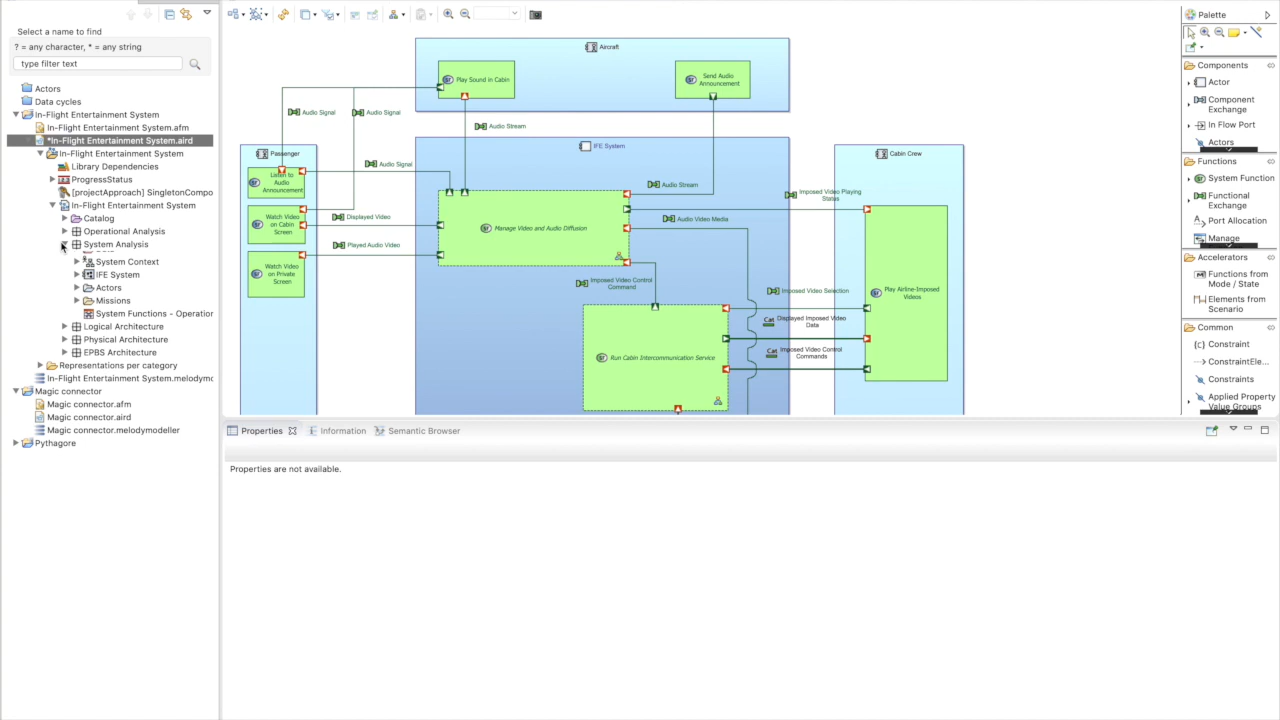 Select a name to find
? = any character, * = any string
type filter text
Actors
Data cycles
In-Flight Entertainment System
In-Flight Entertainment System.afm
*In-Flight Entertainment System.aird
In-Flight Entertainment System
Library Dependencies
ProgressStatus
[projectApproach] SingletonCompo
In-Flight Entertainment System
Catalog
Operational Analysis
System Analysis
System Context
IFE System
Actors
Missions
System Functions - Operation
Logical Architecture
Physical Architecture
EPBS Architecture
Representations per category
In-Flight Entertainment System.melodymo
Magic connector
Magic connector.afm
Magic connector.aird
Magic connector.melodymodeller
Pythagore
Aircraft
Play Sound in Cabin
Send Audio
Announcement
Audio Signal
Audio Signal
Audio Stream
Passenger
IFE System
Cabin Crew
Listen to
Audio
Announcement
Audio Signal
Audio Stream
Imposed Video Playing
Status
Watch Video
on Cabin
Screen
Displayed Video
Audio Video Media
Manage Video and Audio Diffusion
Played Audio Video
Watch Video
on Private
Screen
Imposed Video Control
Command
Imposed Video Selection
Play Airline-Imposed
Videos
Displayed Imposed Video
Data
Imposed Video Control
Commands
Run Cabin Intercommunication Service
Palette
Components
Actor
Component
Exchange
In Flow Port
Actors
Functions
System Function
Functional
Exchange
Port Allocation
Manage
Accelerators
Functions from
Mode / State
Elements from
Scenario
Common
{c} Constraint
ConstraintEle...
Constraints
Applied Property
Value Groups
Properties
Information
Semantic Browser
Properties are not available.